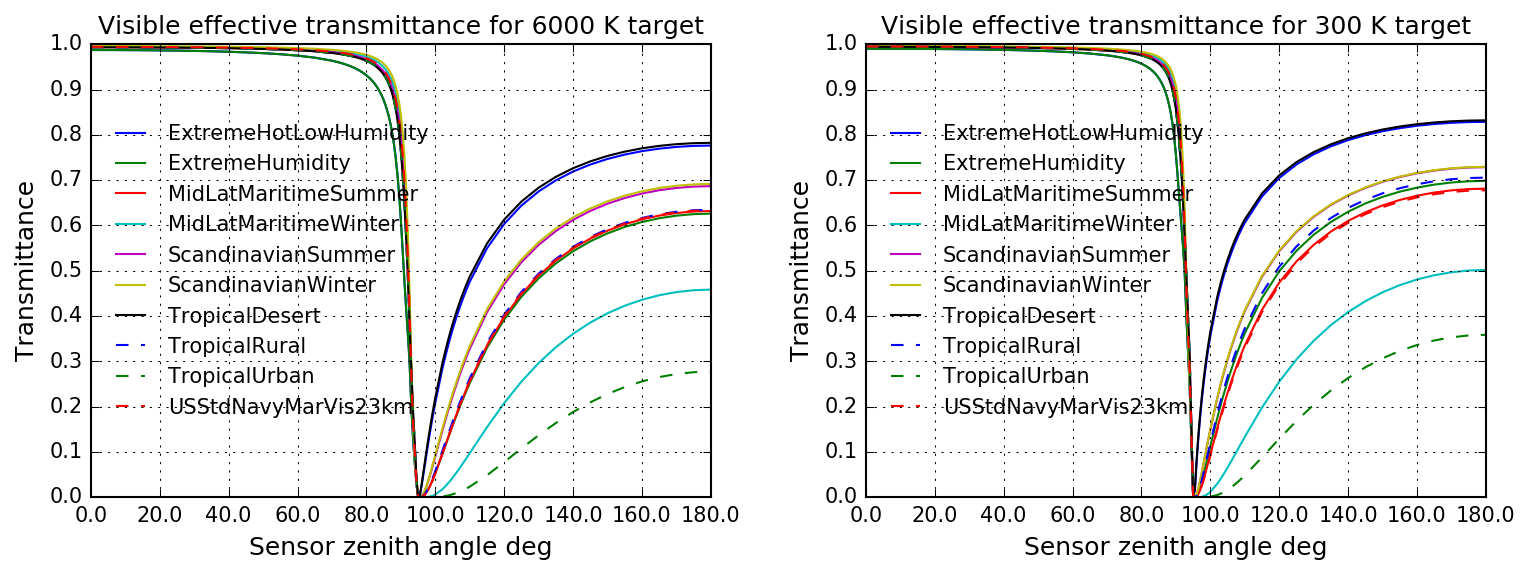 Visible effective transmittance for 6000 K target
1.0
0.9
0.8
0.7
0.6
0.5
0.4
0.3
0.2
0.1
0.0
Transmittance
ExtremeHotLowHumidity
ExtremeHumidity
MidLatMaritimeSummer
MidLatMaritimeWinter
ScandinavianSummer
ScandinavianWinter
TropicalDesert
TropicalRural
TropicalUrban
USStdNavyMarVis23km
0.0 20.0 40.0 60.0 80.0 100.0 120.0 140.0 160.0 180.0
Sensor zenith angle deg
Visible effective transmittance for 300 K target
1.0
0.9
0.8
0.7
0.6
0.5
0.4
0.3
0.2
0.1
0.0
Transmittance
ExtremeHotLowHumidity
ExtremeHumidity
MidLatMaritimeSummer
MidLatMaritimeWinter
ScandinavianSummer
ScandinavianWinter
TropicalDesert
TropicalRural
TropicalUrban
USStdNavyMarVis23km
0.0 20.0 40.0 60.0 80.0 100.0 120.0 140.0 160.0 180.0
Sensor zenith angle deg